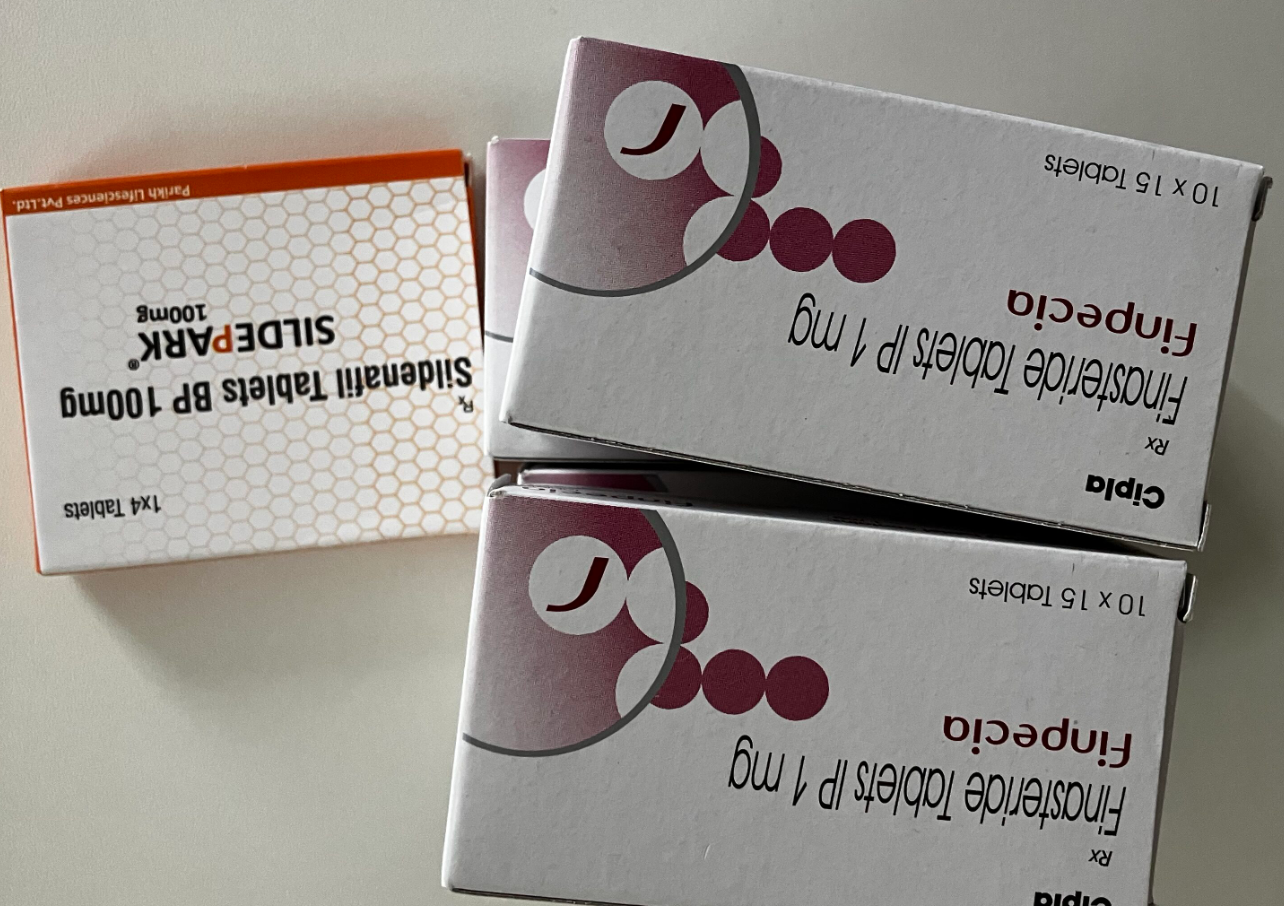 Parikh Lifesciences Pvt.Ltd.
1x4 Tablets
Rx
Sildenafil Tablets BP 100mg
SILDEPARK®
100mg
Cipla
Rx
Finasteride Tablets IP 1 mg
Finpecia
10 x 15 Tablets
Cipla
Rx
Finasteride Tablets IP 1 mg
Finpecia
10 x 15 Tablets